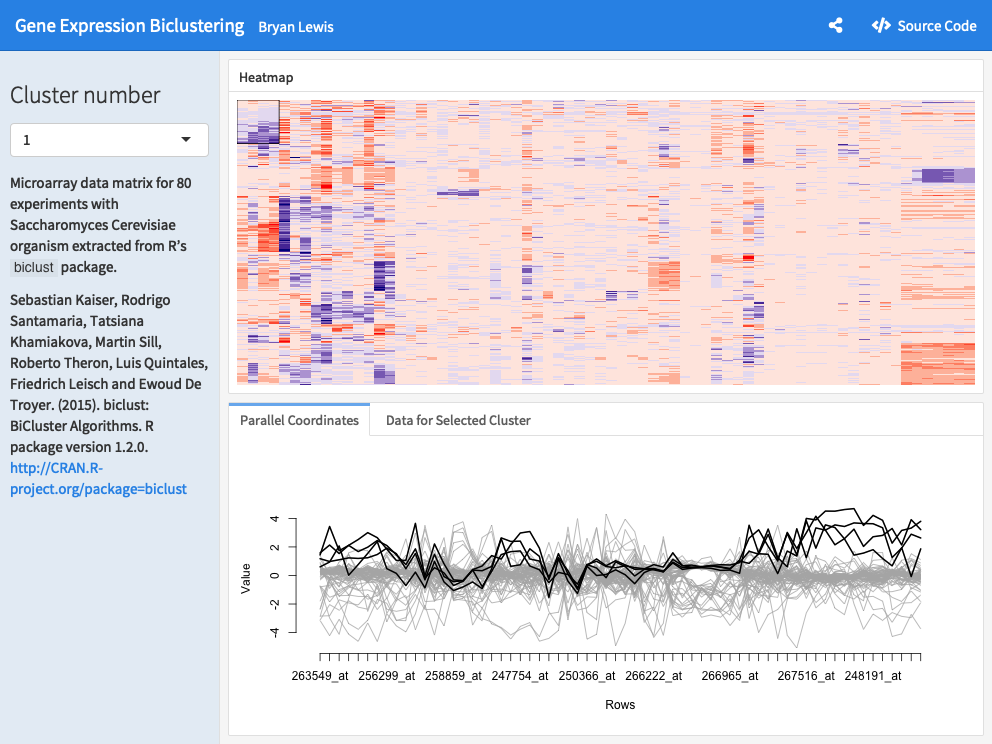 Gene Expression Biclustering Bryan Lewis Source Code
Cluster number
1
Microarray data matrix for 80
experiments with
Saccharomyces Cerevisiae
organism extracted from R's
biclust package.
Sebastian Kaiser, Rodrigo
Santamaria, Tatsiana
Khamiakova, Martin Sill,
Roberto Theron, Luis Quintales,
Friedrich Leisch and Ewoud De
Troyer. (2015). biclust:
BiCluster Algorithms. R
package version 1.2.0.
http://CRAN.R-
project.org/package=biclust
Heatmap
Parallel Coordinates Data for Selected Cluster
4
2
0
-2
-4
Value
263549_at 256299_at 258859_at 247754_at 250366_at 266222_at 266965_at 267516_at 248191_at
Rows